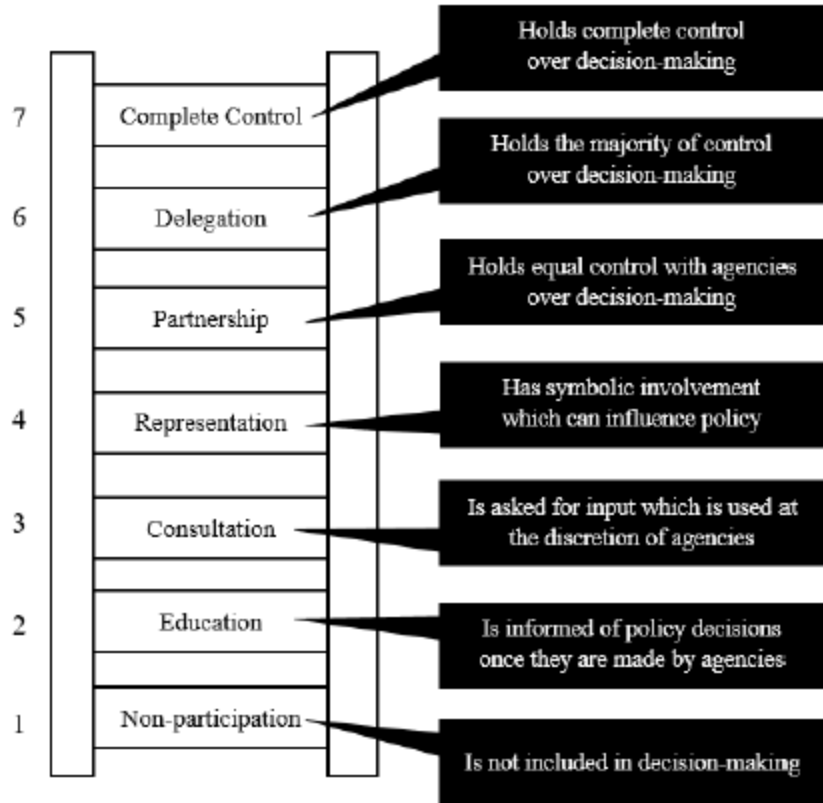 Holds complete control
over decision-making
7
Complete Control
Holds the majority of control
over decision-making
6
Delegation
Holds equal control with agencies
over decision-making
5
Partnership
Has symbolic involvement
which can influence policy
4
Representation
Is asked for input which is used at
the discretion of agencies
3
Consultation
Is informed of policy decisions
once they are made by agencies
2
Education
Is not included in decision-making
1
Non-participation